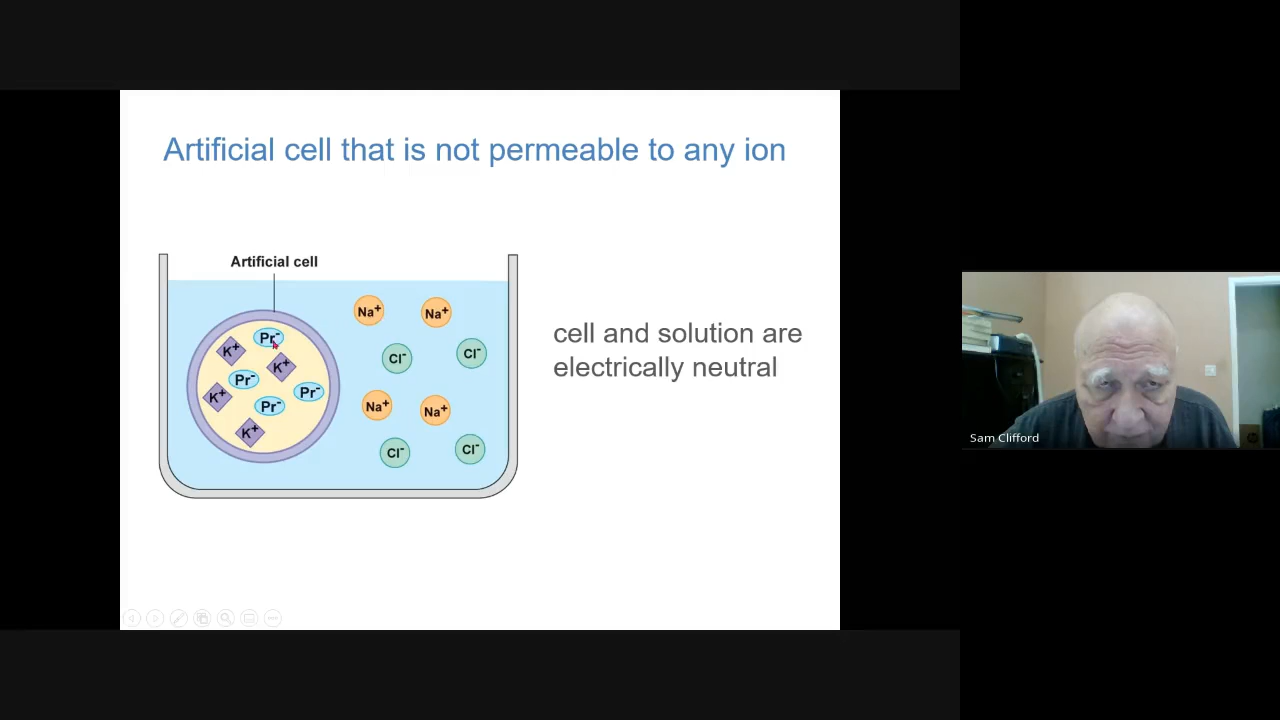 Artificial cell that is not permeable to any ion
Artificial cell
Na⁺
Na⁺
Pr⁻
K⁺
Cl⁻
Cl⁻
K⁺
Pr⁻
Pr⁻
K⁺
Pr⁻
Na⁺
Na⁺
K⁺
Cl⁻
Cl⁻
cell and solution are
electrically neutral
Sam Clifford